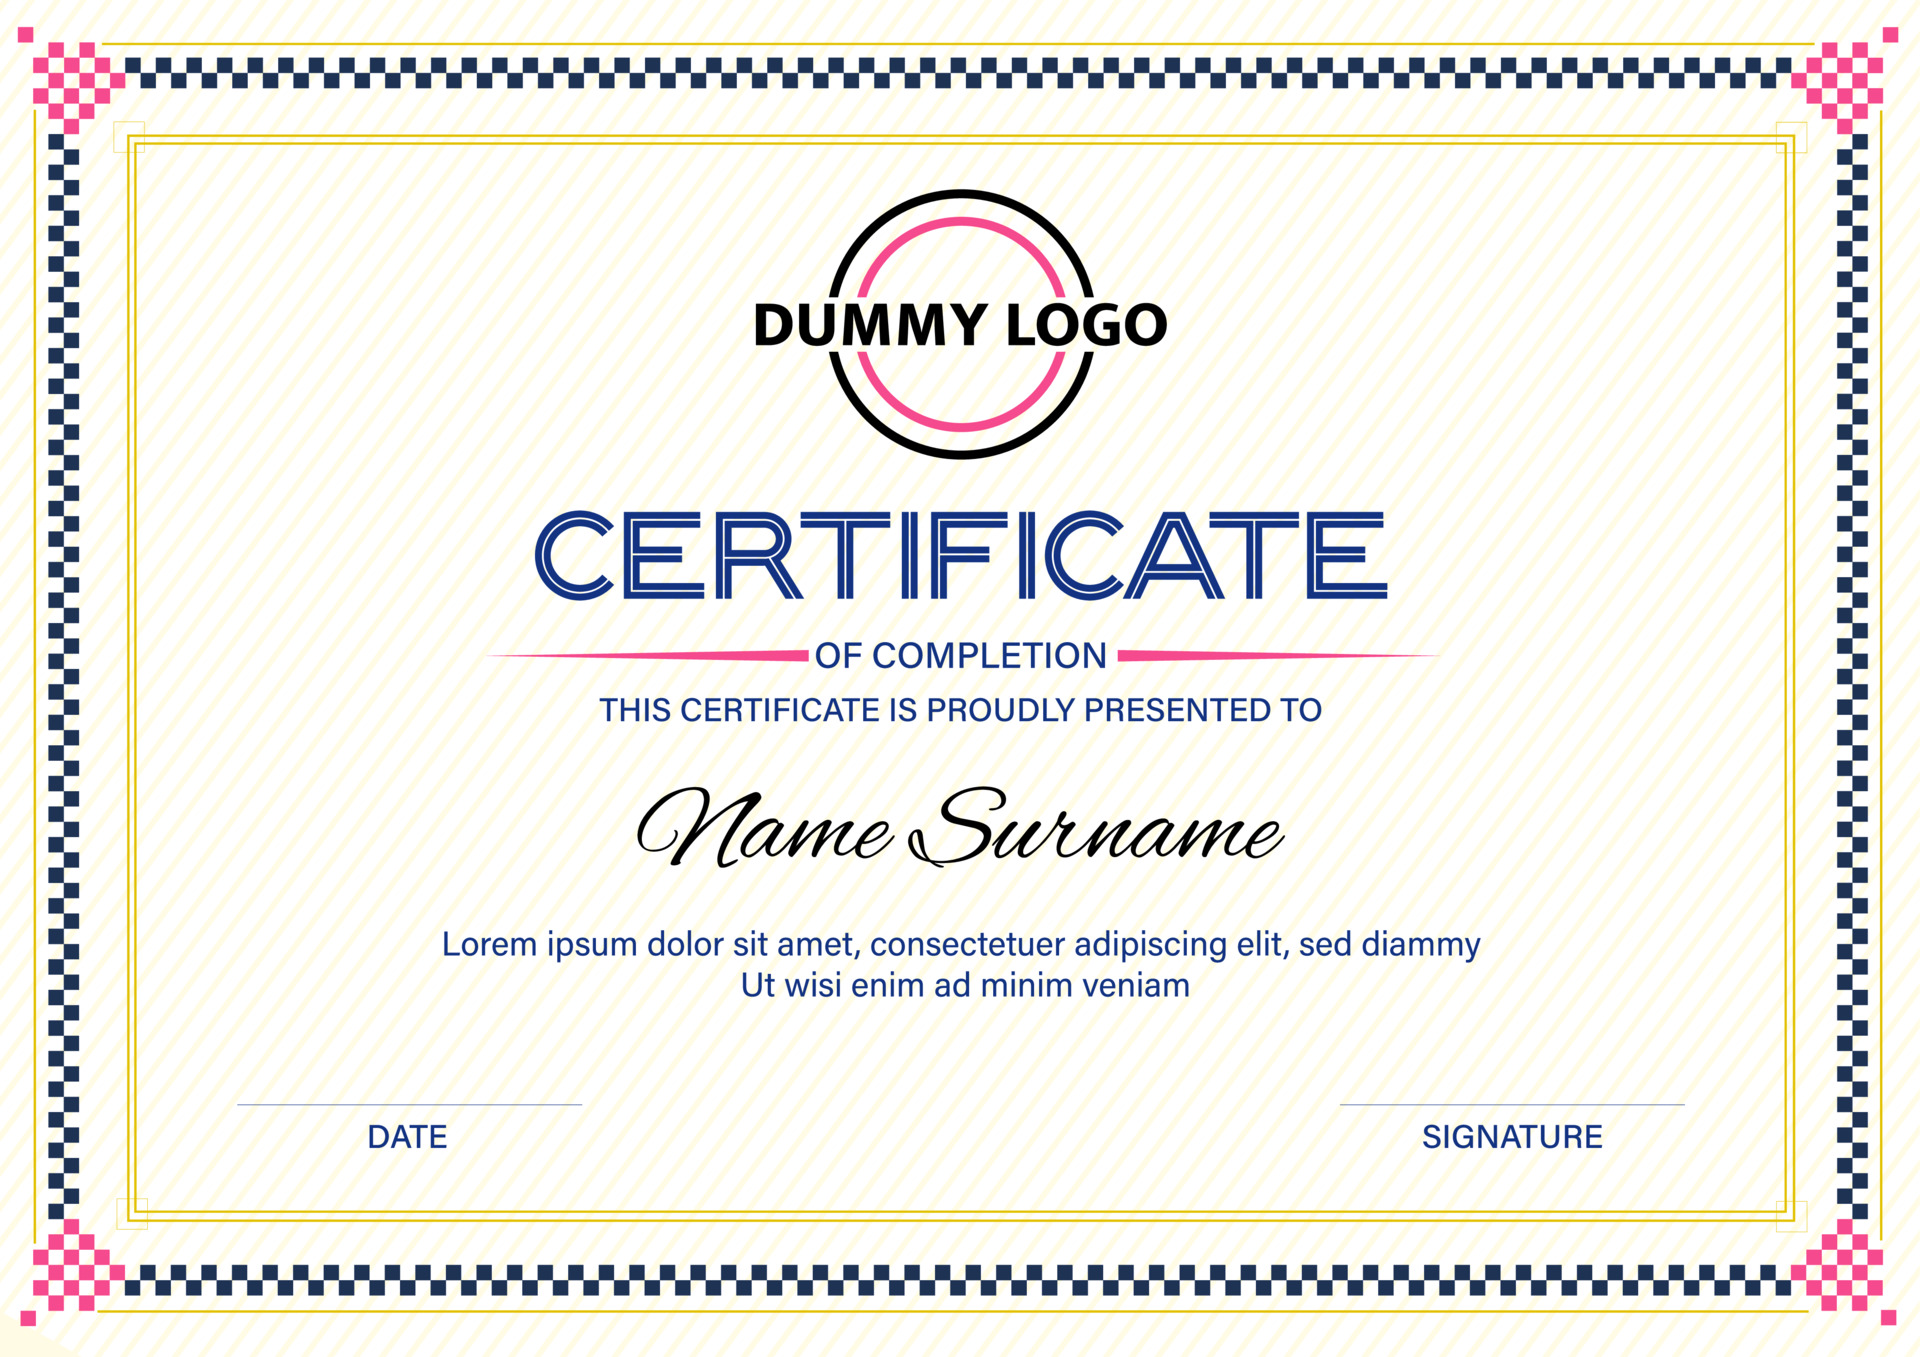 DUMMY LOGO
CERTIFICATE
OF COMPLETION
THIS CERTIFICATE IS PROUDLY PRESENTED TO
Name Surname
Lorem ipsum dolor sit amet, consectetuer adipiscing elit, sed diammy
Ut wisi enim ad minim veniam
DATE
SIGNATURE